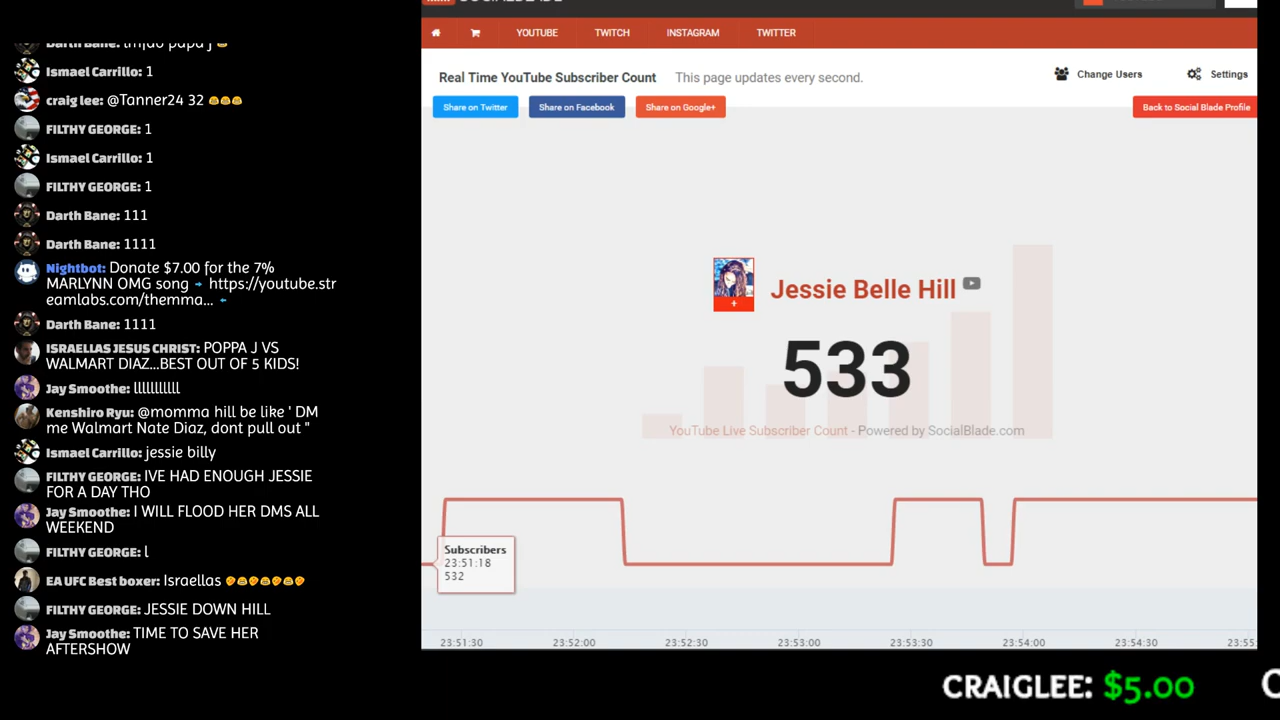 Ismael Carrillo: 1
craig lee: @Tanner24 32
FILTHY GEORGE: 1
Ismael Carrillo: 1
FILTHY GEORGE: 1
Darth Bane: 111
Darth Bane: 1111
Nightbot: Donate $7.00 for the 7%
MARLYNN OMG song https://youtube.str
eamlabs.com/themma...
Darth Bane: 1111
ISRAELLAS JESUS CHRIST: POPPA J VS
WALMART DIAZ...BEST OUT OF 5 KIDS!
Jay Smoothe: lllllllllll
Kenshiro Ryu: @momma hill be like ' DM
me Walmart Nate Diaz, dont pull out "
Ismael Carrillo: jessie billy
FILTHY GEORGE: IVE HAD ENOUGH JESSIE
FOR A DAY THO
Jay Smoothe: I WILL FLOOD HER DMS ALL
WEEKEND
FILTHY GEORGE: l
EA UFC Best boxer: Israellas
FILTHY GEORGE: JESSIE DOWN HILL
Jay Smoothe: TIME TO SAVE HER
AFTERSHOW
YOUTUBE TWITCH INSTAGRAM TWITTER
Real Time YouTube Subscriber Count This page updates every second.
Change Users Settings
Share on Twitter Share on Facebook Share on Google+ Back to Social Blade Profile
Jessie Belle Hill
533
YouTube Live Subscriber Count - Powered by SocialBlade.com
Subscribers
23:51:18
532
23:51:30 23:52:00 23:52:30 23:53:00 23:53:30 23:54:00 23:54:30 23:55:
CRAIGLEE: $5.00